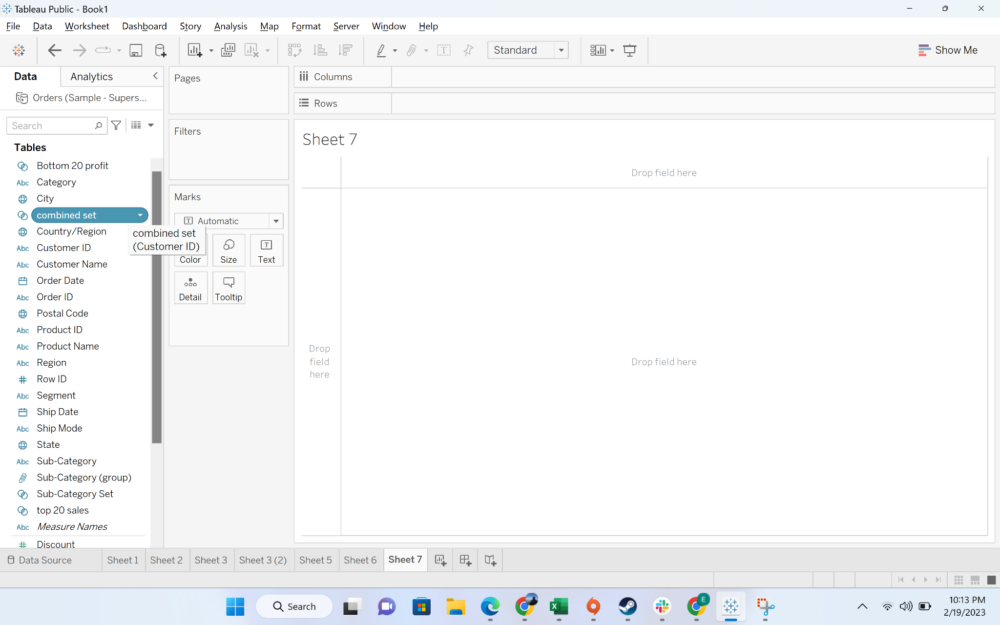 Tableau Public - Book1
File Data Worksheet Dashboard Story Analysis Map Format Server Window Help
Standard
Show Me
Data
Analytics
Orders (Sample - Supers...
Search
Tables
Bottom 20 profit
Abc Category
City
combined set
Country/Region
Abc Customer ID
Abc Customer Name
Order Date
Abc Order ID
Postal Code
Abc Product ID
Abc Product Name
Abc Region
# Row ID
Abc Segment
Ship Date
Abc Ship Mode
State
Abc Sub-Category
Sub-Category (group)
Sub-Category Set
top 20 sales
Abc Measure Names
# Discount
combined set
(Customer ID)
Pages
Filters
Marks
T Automatic
Color
Size
T
Text
Detail
Tooltip
Columns
Rows
Sheet 7
Drop field here
Drop
field
here
Drop field here
Data Source
Sheet 1
Sheet 2
Sheet 3
Sheet 3 (2)
Sheet 5
Sheet 6
Sheet 7
Search
X
E
10:13 PM
2/19/2023